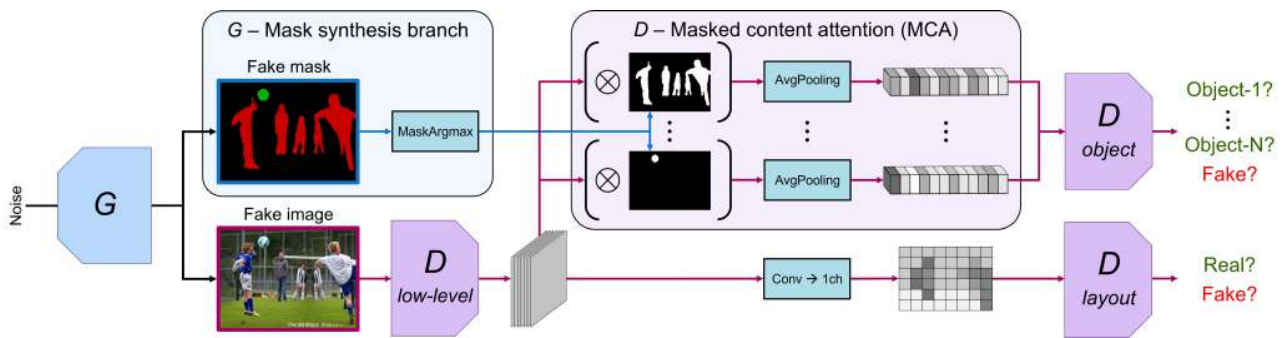 G – Mask synthesis branch
Fake mask
MaskArgmax
D – Masked content attention (MCA)
AvgPooling
AvgPooling
D
object
Object-1?
Object-N?
Fake?
Noise
G
Fake image
D
low-level
Conv → 1ch
D
layout
Real?
Fake?